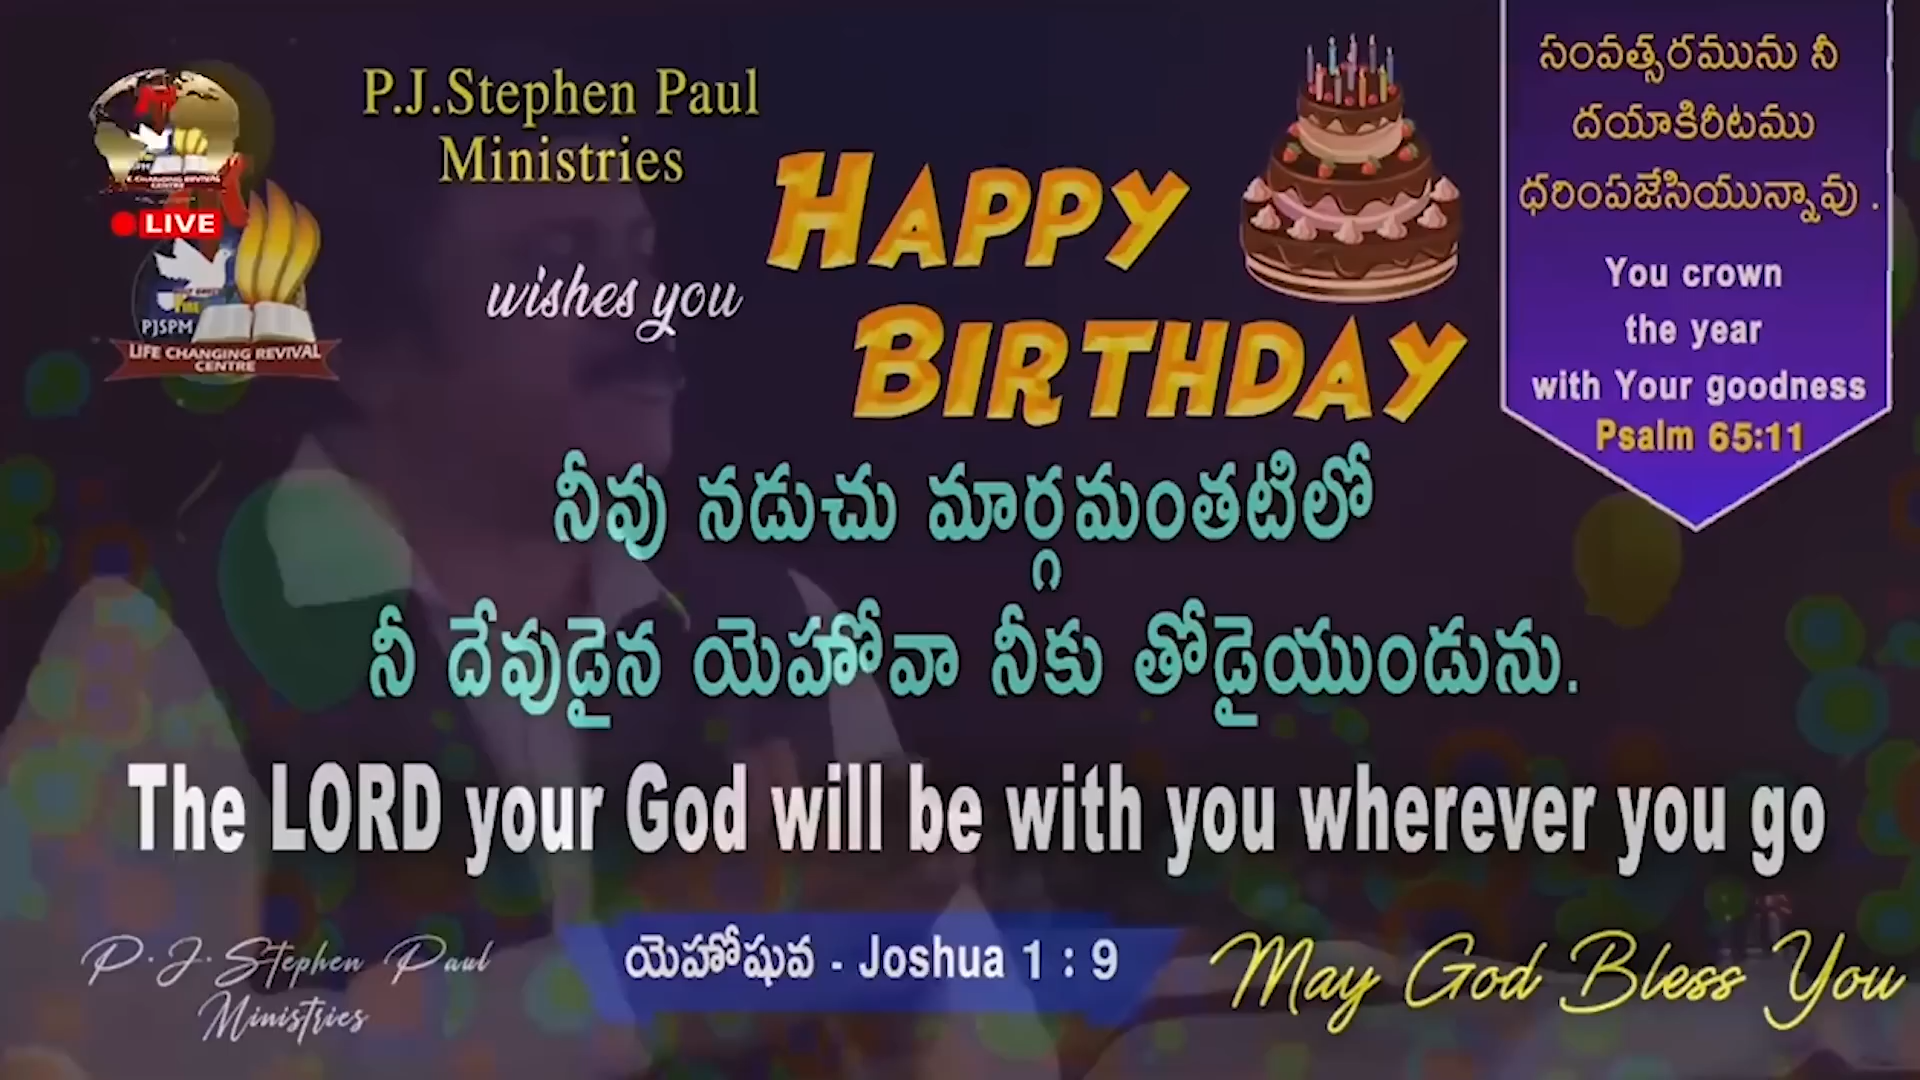 P.J.Stephen Paul
Ministries
wishes you
HAPPY
BIRTHDAY
LIVE
PJSPM
LIFE CHANGING REVIVAL
CENTRE
సంవత్సరమును నీ
దయాకిరీటము
ధరింపజేసియున్నావు .
You crown
the year
with Your goodness
Psalm 65:11
నీవు నడుచు మార్గమంతటిలో
నీ దేవుడైన యెహోవా నీకు తోడైయుండును.
The LORD your God will be with you wherever you go
యెహోషువ - Joshua 1 : 9
P.J.Stephen Paul
Ministries
May God Bless You